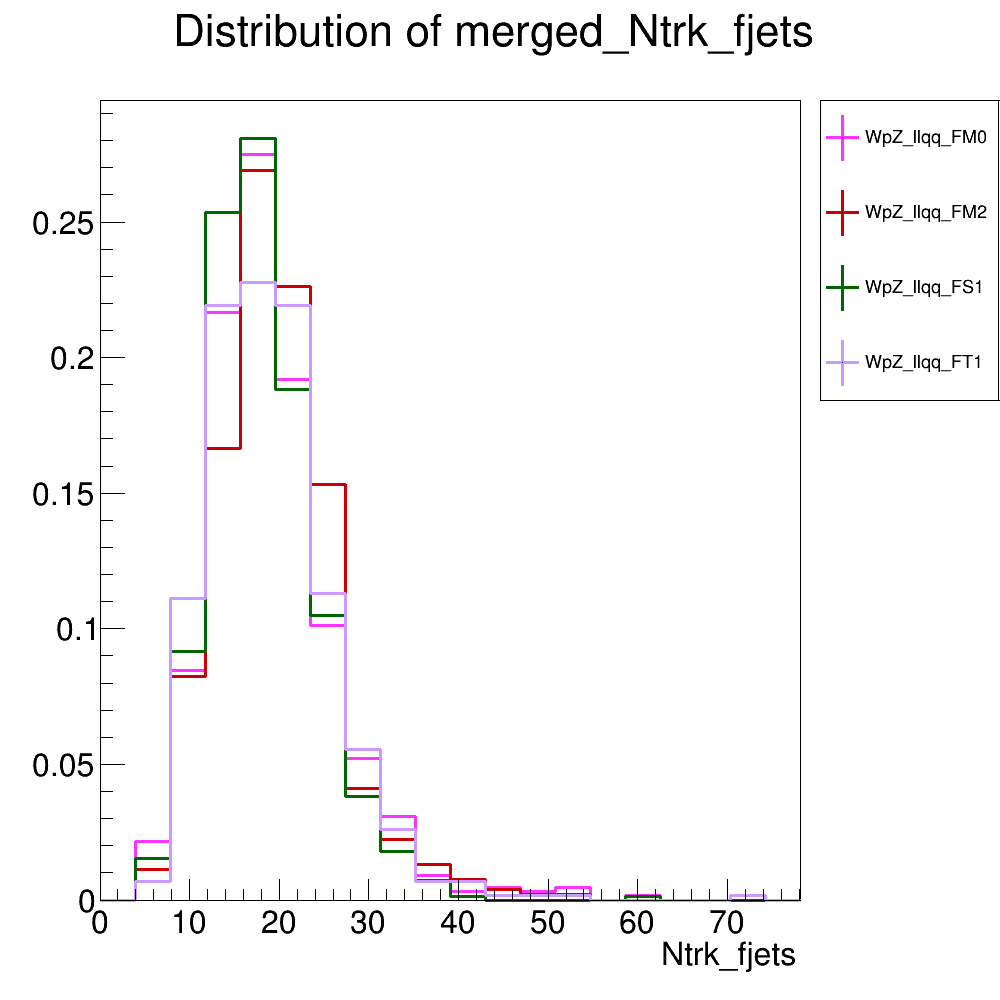 Distribution of merged_Ntrk_fjets
WpZ_llqq_FM0
WpZ_llqq_FM2
WpZ_llqq_FS1
WpZ_llqq_FT1
0.25
0.2
0.15
0.1
0.05
0
0 10 20 30 40 50 60 70
Ntrk_fjets